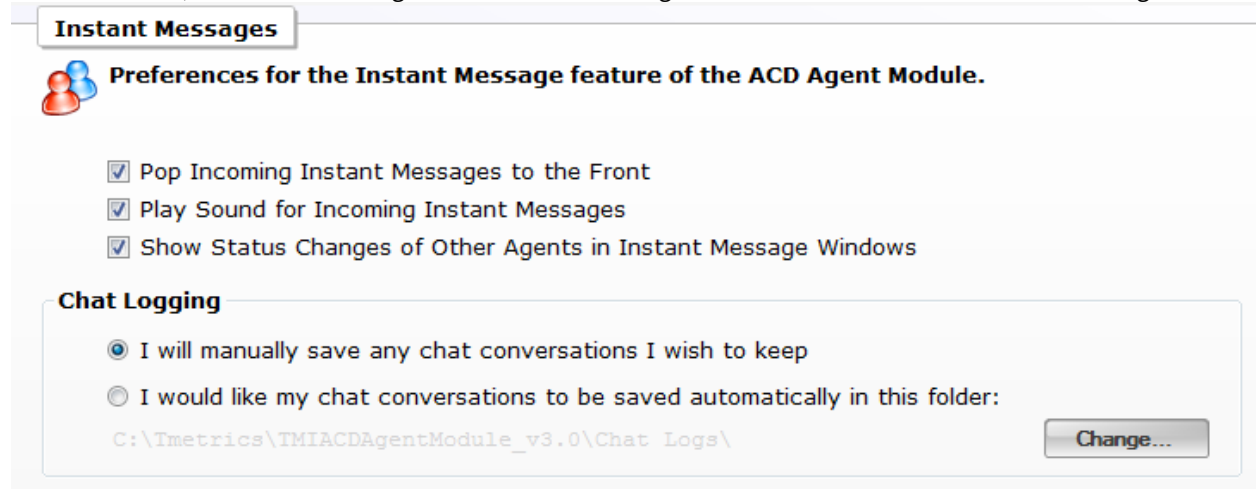 Instant Messages
Preferences for the Instant Message feature of the ACD Agent Module.
Pop Incoming Instant Messages to the Front
Play Sound for Incoming Instant Messages
Show Status Changes of Other Agents in Instant Message Windows
Chat Logging
I will manually save any chat conversations I wish to keep
I would like my chat conversations to be saved automatically in this folder:
C:\Tmetrics\TMIACDAgentModule_v3.0\Chat Logs\
Change...